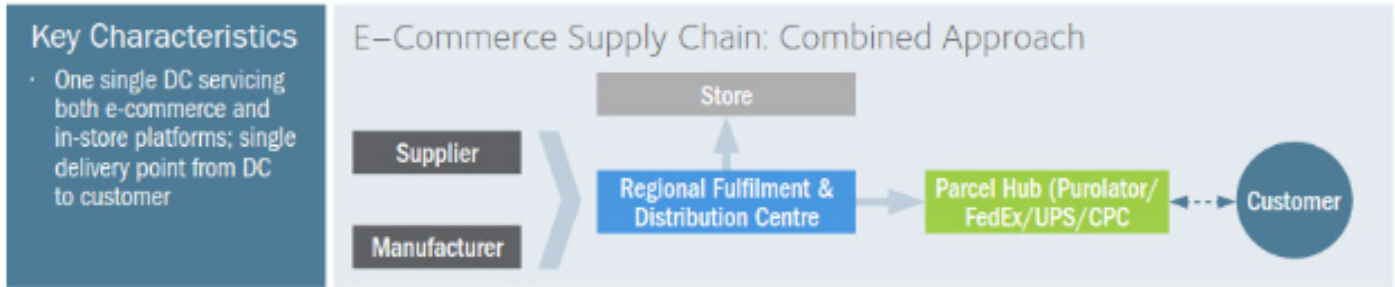 Key Characteristics
· One single DC servicing
both e-commerce and
in-store platforms; single
delivery point from DC
to customer
E–Commerce Supply Chain: Combined Approach
Store
Supplier
Manufacturer
Regional Fulfilment &
Distribution Centre
Parcel Hub (Purolator/
FedEx/UPS/CPC
Customer